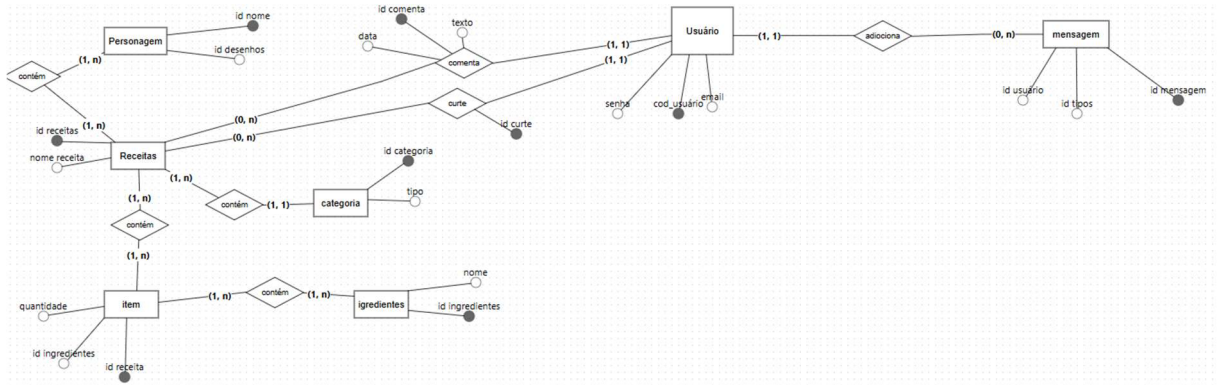 id nome
Personagem
id desenhos
(1, n)
contém
(1, n)
id comenta
texto
data
comenta
(1, 1)
(1, 1)
curte
id curte
(0, n)
(0, n)
Usuário
senha
cod_usuário
email
(1, 1)
adiociona
(0, n)
mensagem
id usuário
id tipos
id mensagem
id receitas
nome receita
Receitas
(1, n)
contém
(1, 1)
id categoria
tipo
categoria
(1, n)
contém
(1, n)
item
quantidade
id ingredientes
id receita
(1, n)
contém
(1, n)
igredientes
nome
id ingredientes